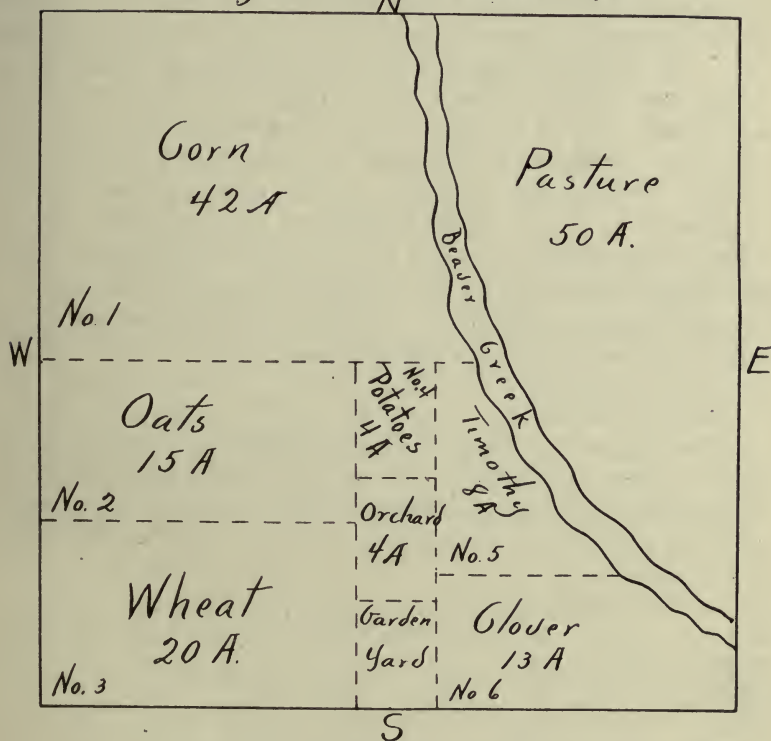 N
Corn
42 A
Pasture
50 A.
Beaver Creek
No. 1
W
E
No. 4
Potatoes
4 A
Oats
15 A
No. 2
Timothy
8 A
No. 5
Orchard
4 A
Wheat
20 A.
No. 3
Garden
Yard
Clover
13 A
No 6
S